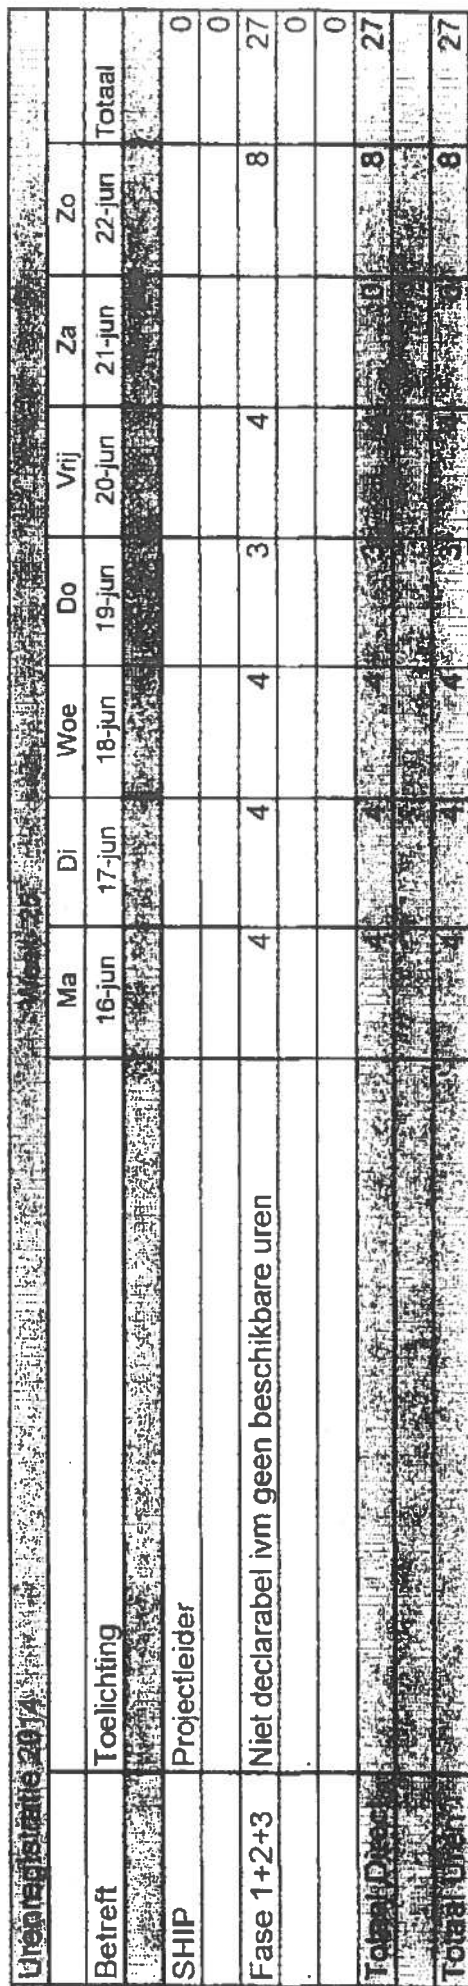 Urenregistratie 2014 Week 25
Ma Di Woe Do Vrij Za Zo
Betreft Toelichting 16-jun 17-jun 18-jun 19-jun 20-jun 21-jun 22-jun Totaal
SHIP Projectleider 0
0
Fase 1+2+3 Niet declarabel ivm geen beschikbare uren 4 4 4 3 4 8 27
0
0
Totaal Direct 4 4 4 3 4 0 8 27
Totaal Uren 4 4 4 3 4 0 8 27